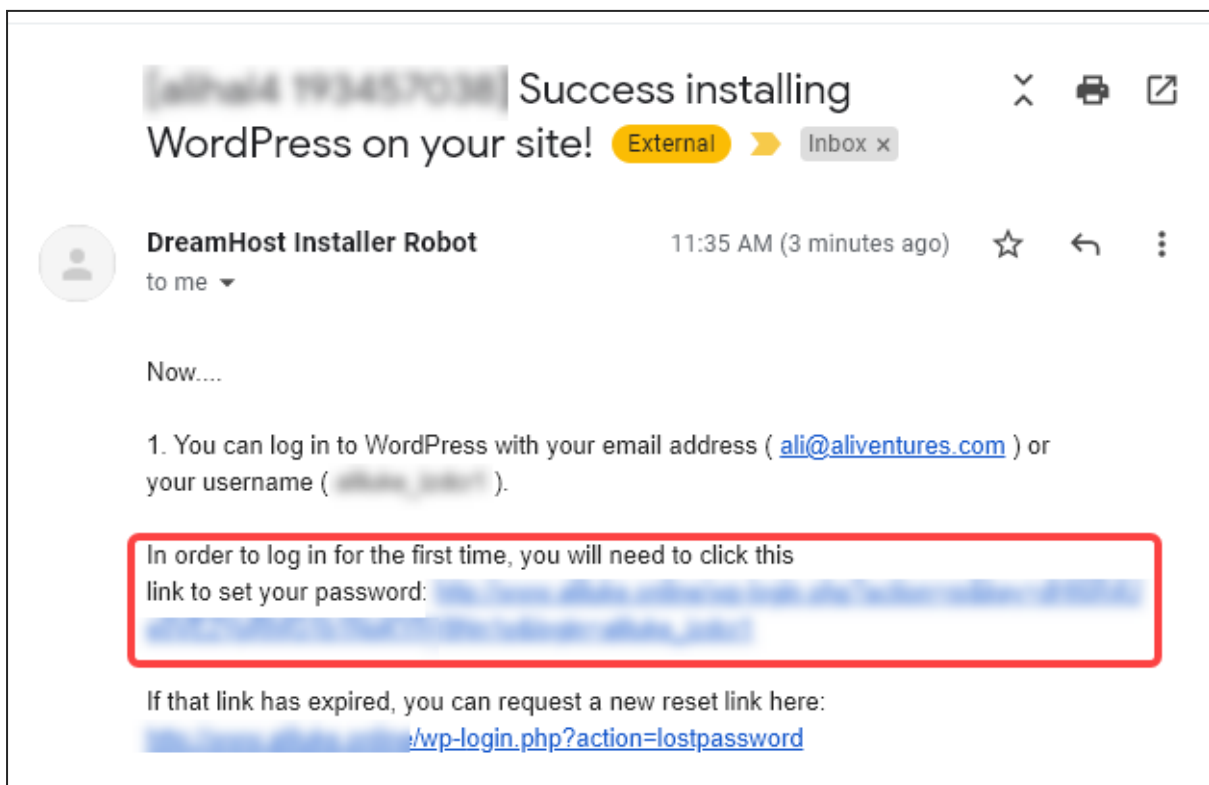 Success installing
WordPress on your site! External Inbox x
DreamHost Installer Robot 11:35 AM (3 minutes ago)
to me
Now....
1. You can log in to WordPress with your email address ( ali@aliventures.com ) or
your username ( ).
In order to log in for the first time, you will need to click this
link to set your password:
If that link has expired, you can request a new reset link here:
/wp-login.php?action=lostpassword